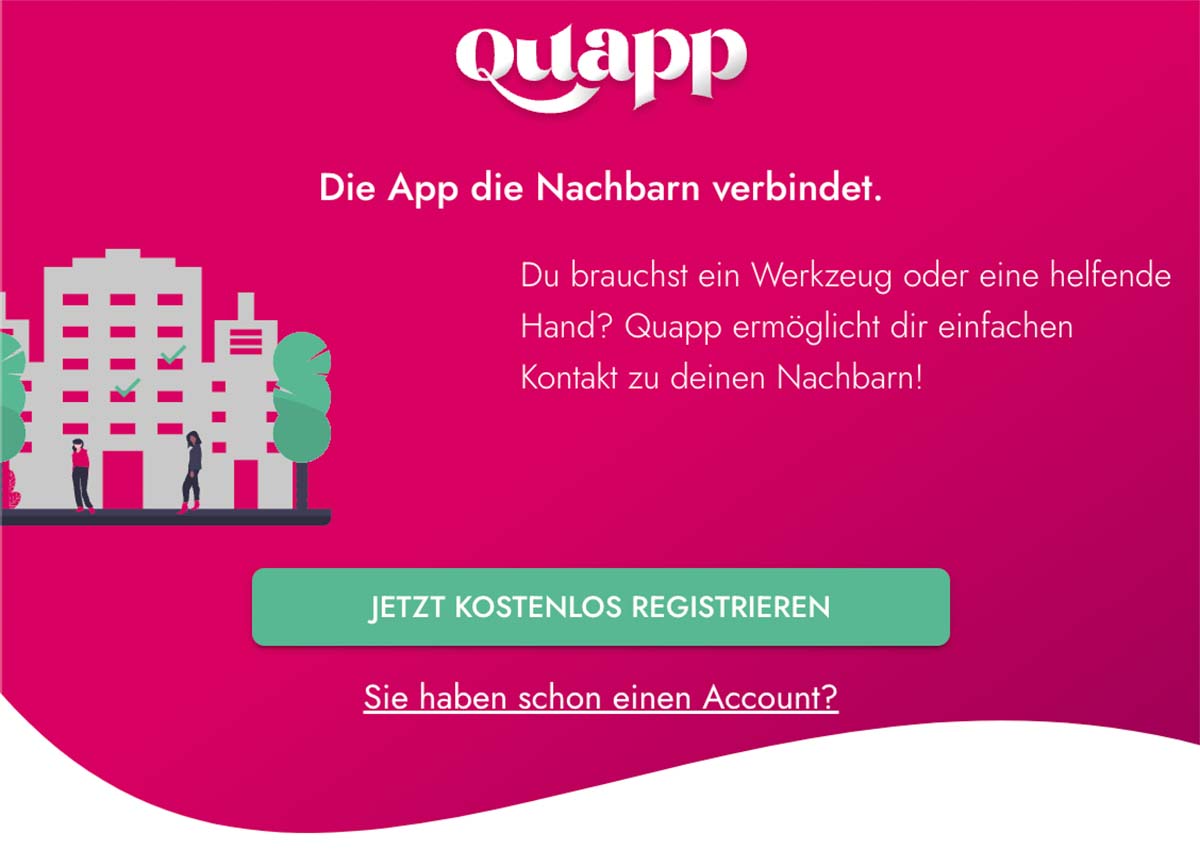 Quapp
Die App die Nachbarn verbindet.
Du brauchst ein Werkzeug oder eine helfende
Hand? Quapp ermöglicht dir einfachen
Kontakt zu deinen Nachbarn!
JETZT KOSTENLOS REGISTRIEREN
Sie haben schon einen Account?